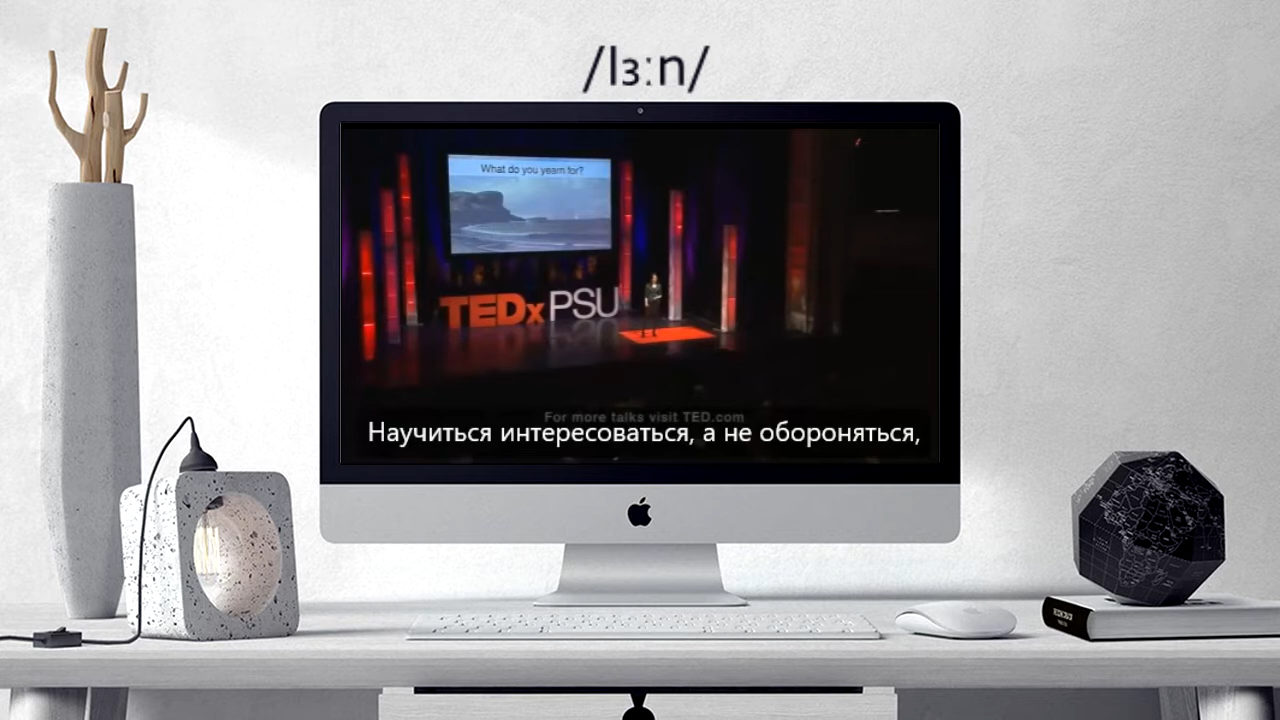 /lɜːn/
What do you yearn for?
TEDxPSU
For more talks visit TED.com
Научиться интересоваться, а не обороняться,